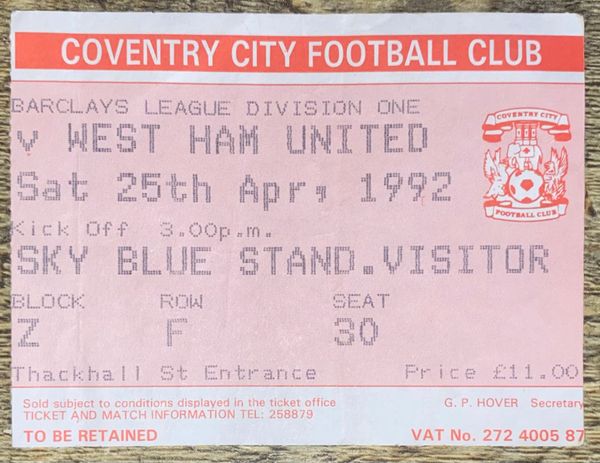 COVENTRY CITY FOOTBALL CLUB
BARCLAYS LEAGUE DIVISION ONE
v WEST HAM UNITED
Sat 25th Apr, 1992
COVENTRY CITY
FOOTBALL CLUB
Kick Off 3.00p.m.
SKY BLUE STAND.VISITOR
BLOCK ROW SEAT
Z F 30
Thackhall St Entrance Price £11.00
Sold subject to conditions displayed in the ticket office G. P. HOVER Secretary
TICKET AND MATCH INFORMATION TEL: 258879
TO BE RETAINED VAT No. 272 4005 87